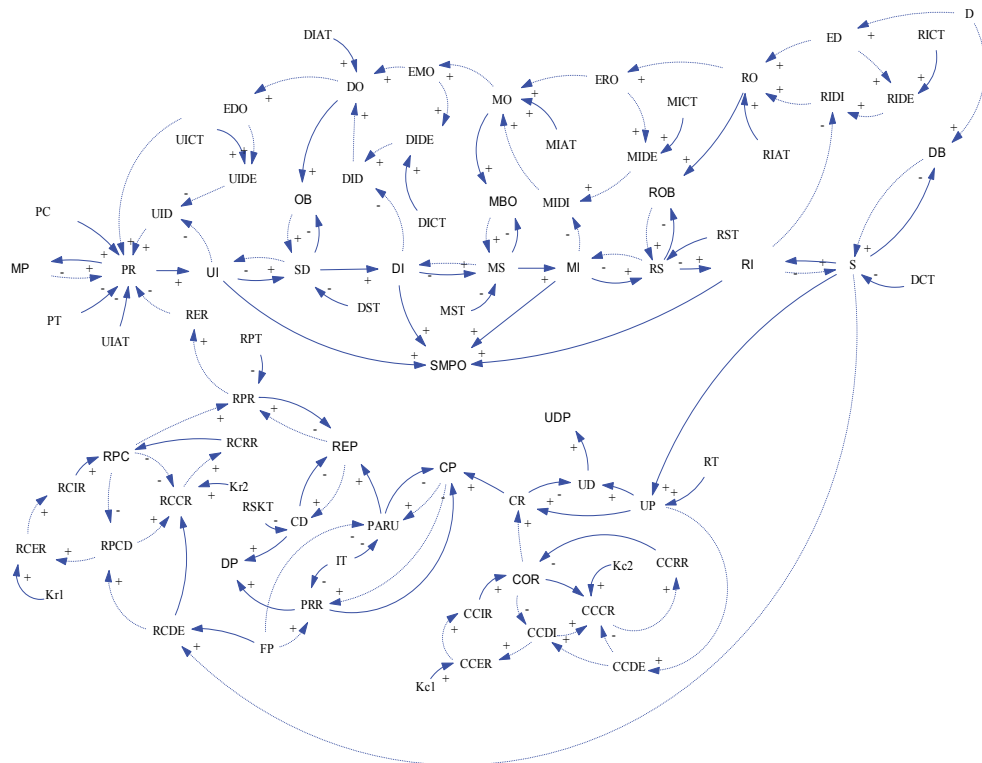 D
DIAT
ED
RICT
EMO
ERO
RO
DO
MO
MICT
RIDI
RIDE
EDO
UICT
DIDE
MIAT
MIDE
RIAT
DB
UIDE
DID
OB
MBO
MIDI
ROB
PC
UID
DICT
RST
MP
PR
UI
SD
DI
MS
MI
RS
RI
S
DST
MST
DCT
PT
UIAT
RER
RPT
SMPO
RPR
UDP
RPC
RCRR
REP
CP
RT
RCIR
RCCR
Kr2
RSKT
CD
PARU
CR
UD
UP
RCER
RPCD
DP
IT
COR
Kc2
CCRR
Kr1
PRR
CCIR
CCCR
RCDE
FP
CCDI
CCER
CCDE
Kc1